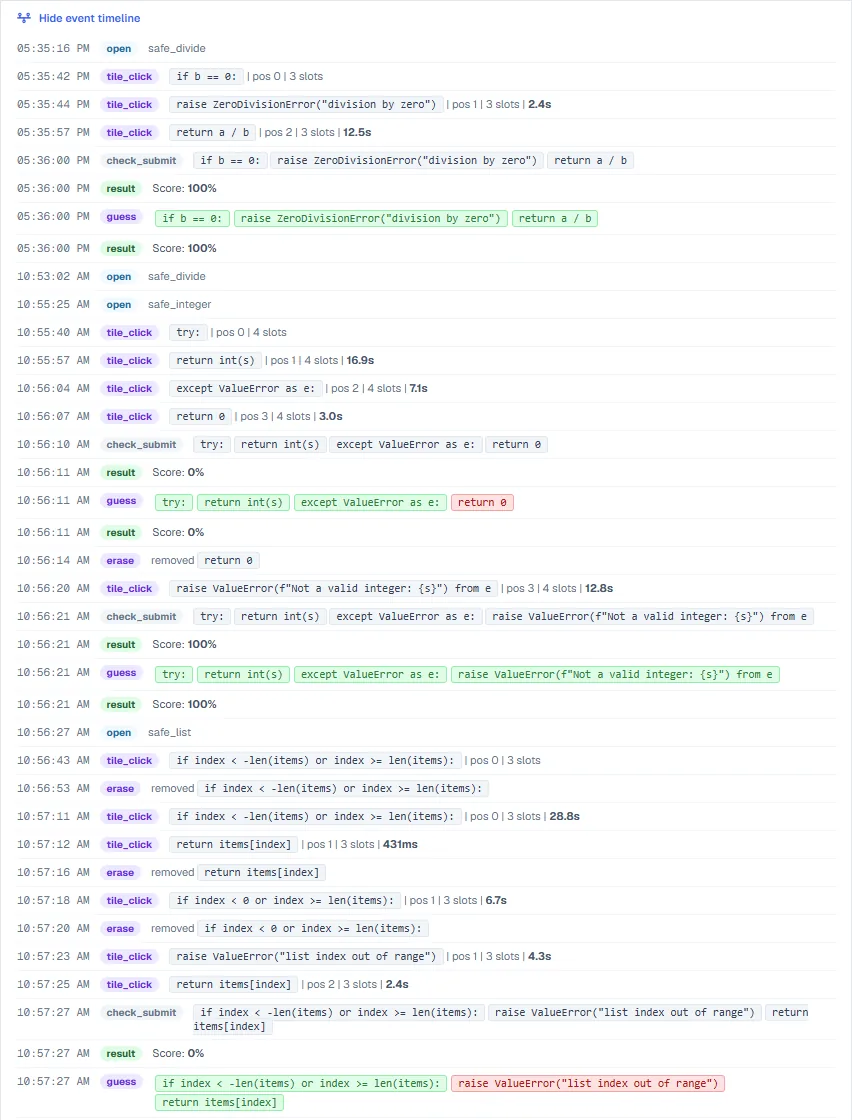 Hide event timeline
05:35:16 PM open safe_divide
05:35:42 PM tile_click if b == 0: | pos 0 | 3 slots
05:35:44 PM tile_click raise ZeroDivisionError("division by zero") | pos 1 | 3 slots | 2.4s
05:35:57 PM tile_click return a / b | pos 2 | 3 slots | 12.5s
05:36:00 PM check_submit if b == 0: raise ZeroDivisionError("division by zero") return a / b
05:36:00 PM result Score: 100%
05:36:00 PM guess if b == 0: raise ZeroDivisionError("division by zero") return a / b
05:36:00 PM result Score: 100%
10:53:02 AM open safe_divide
10:55:25 AM open safe_integer
10:55:40 AM tile_click try: | pos 0 | 4 slots
10:55:57 AM tile_click return int(s) | pos 1 | 4 slots | 16.9s
10:56:04 AM tile_click except ValueError as e: | pos 2 | 4 slots | 7.1s
10:56:07 AM tile_click return 0 | pos 3 | 4 slots | 3.0s
10:56:10 AM check_submit try: return int(s) except ValueError as e: return 0
10:56:11 AM result Score: 0%
10:56:11 AM guess try: return int(s) except ValueError as e: return 0
10:56:11 AM result Score: 0%
10:56:14 AM erase removed return 0
10:56:20 AM tile_click raise ValueError(f"Not a valid integer: {s}") from e | pos 3 | 4 slots | 12.8s
10:56:21 AM check_submit try: return int(s) except ValueError as e: raise ValueError(f"Not a valid integer: {s}") from e
10:56:21 AM result Score: 100%
10:56:21 AM guess try: return int(s) except ValueError as e: raise ValueError(f"Not a valid integer: {s}") from e
10:56:21 AM result Score: 100%
10:56:27 AM open safe_list
10:56:43 AM tile_click if index < -len(items) or index >= len(items): | pos 0 | 3 slots
10:56:53 AM erase removed if index < -len(items) or index >= len(items):
10:57:11 AM tile_click if index < -len(items) or index >= len(items): | pos 0 | 3 slots | 28.8s
10:57:12 AM tile_click return items[index] | pos 1 | 3 slots | 431ms
10:57:16 AM erase removed return items[index]
10:57:18 AM tile_click if index < 0 or index >= len(items): | pos 1 | 3 slots | 6.7s
10:57:20 AM erase removed if index < 0 or index >= len(items):
10:57:23 AM tile_click raise ValueError("list index out of range") | pos 1 | 3 slots | 4.3s
10:57:25 AM tile_click return items[index] | pos 2 | 3 slots | 2.4s
10:57:27 AM check_submit if index < -len(items) or index >= len(items): raise ValueError("list index out of range") return
items[index]
10:57:27 AM result Score: 0%
10:57:27 AM guess if index < -len(items) or index >= len(items): raise ValueError("list index out of range")
return items[index]